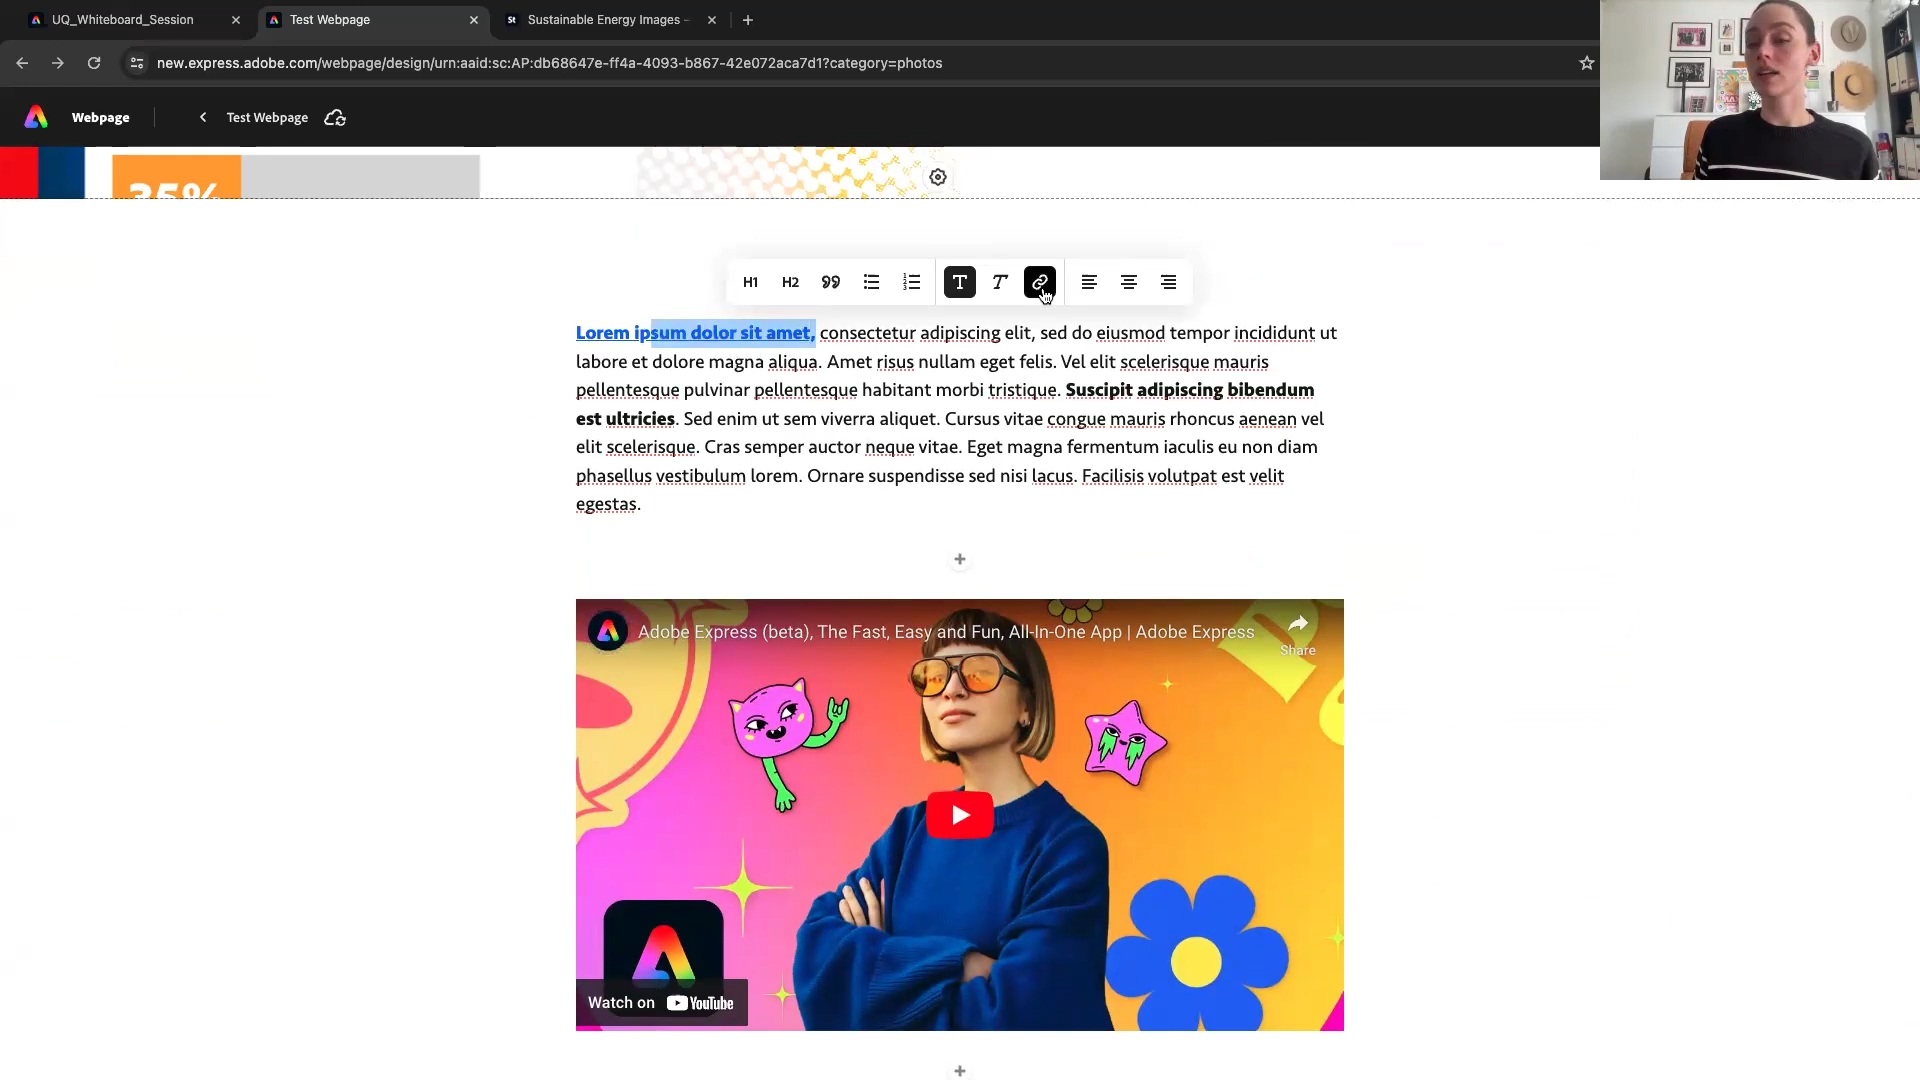 UQ_Whiteboard_Session
Test Webpage
St
Sustainable Energy Images –
new.express.adobe.com/webpage/design/urn:aaid:sc:AP:db68647e-ff4a-4093-b867-42e072aca7d1?category=photos
Webpage
Test Webpage
35%
H1 H2
Lorem ipsum dolor sit amet, consectetur adipiscing elit, sed do eiusmod tempor incididunt ut
labore et dolore magna aliqua. Amet risus nullam eget felis. Vel elit scelerisque mauris
pellentesque pulvinar pellentesque habitant morbi tristique. Suscipit adipiscing bibendum
est ultricies. Sed enim ut sem viverra aliquet. Cursus vitae congue mauris rhoncus aenean vel
elit scelerisque. Cras semper auctor neque vitae. Eget magna fermentum iaculis eu non diam
phasellus vestibulum lorem. Ornare suspendisse sed nisi lacus. Facilisis volutpat est velit
egestas.
Adobe Express (beta), The Fast, Easy and Fun, All-In-One App | Adobe Express
Share
Watch on YouTube